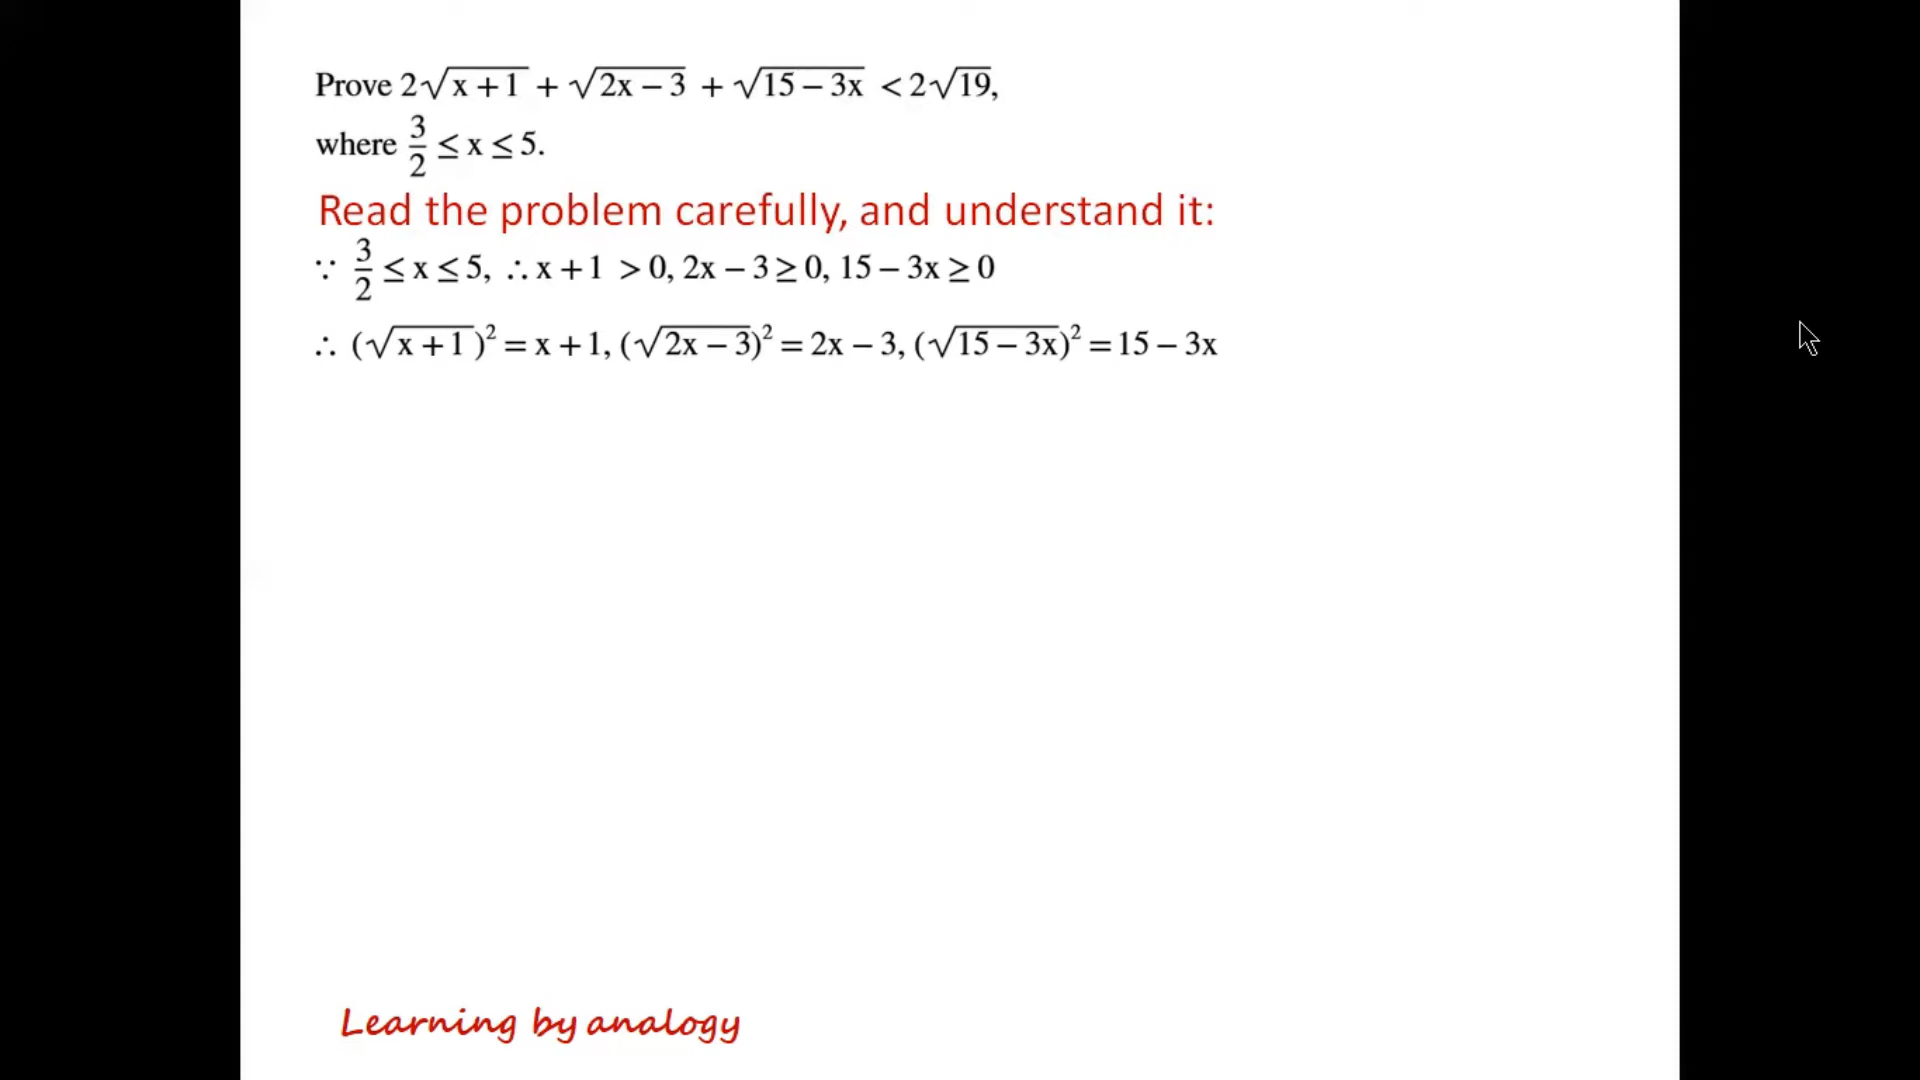 Prove 2√(x + 1) + √(2x – 3) + √(15 – 3x) < 2√19,
where 3/2 ≤ x ≤ 5.
Read the problem carefully, and understand it:
∵ 3/2 ≤ x ≤ 5, ∴ x + 1 > 0, 2x – 3 ≥ 0, 15 – 3x ≥ 0
∴ (√(x + 1))² = x + 1, (√(2x – 3))² = 2x – 3, (√(15 – 3x))² = 15 – 3x
Learning by analogy